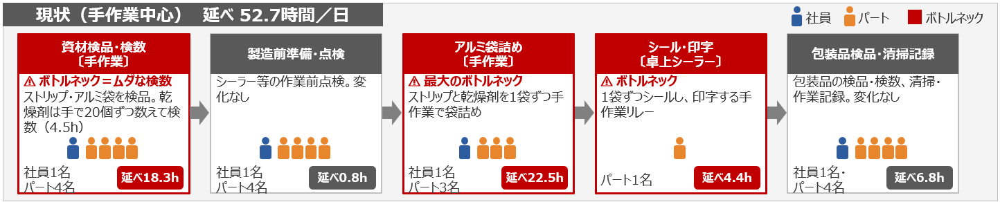 現状（手作業中心）　延べ 52.7時間／日
社員
パート
ボトルネック
資材検品・検数
〔手作業〕
ボトルネック＝ムダな検数
ストリップ・アルミ袋を検品。乾
燥剤は手で20個ずつ数えて検
数（4.5h）
社員1名
パート4名
延べ18.3h
製造前準備・点検
シーラー等の作業前点検。変
化なし
社員1名
パート4名
延べ0.8h
アルミ袋詰め
〔手作業〕
最大のボトルネック
ストリップと乾燥剤を1袋ずつ手
作業で袋詰め
社員1名
パート3名
延べ22.5h
シール・印字
〔卓上シーラー〕
ボトルネック
1袋ずつシールし、印字する手
作業リレー
パート1名
延べ4.4h
包装品検品・清掃記録
包装品の検品・検数、清掃・
作業記録。変化なし
社員1名・
パート4名
延べ6.8h